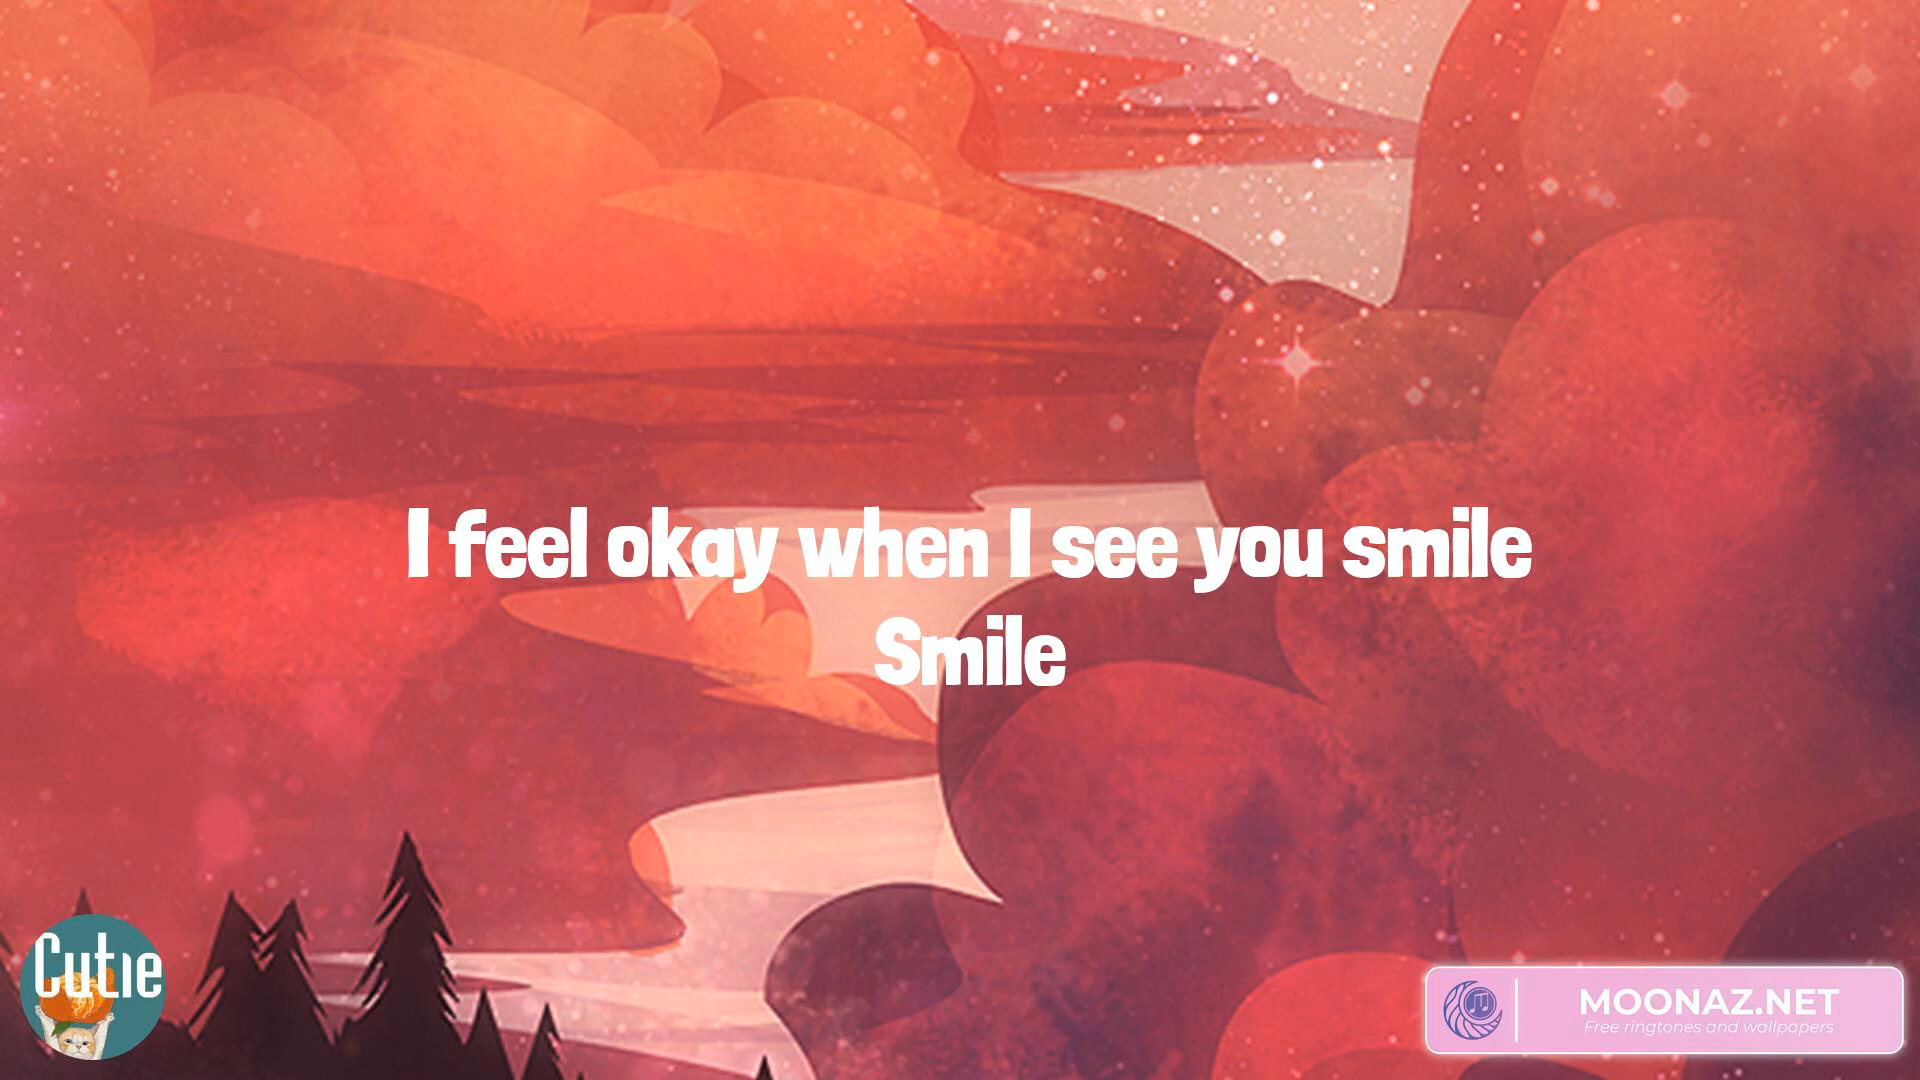 I feel okay when I see you smile
Smile
Cutie
MOONAZ.NET
Free ringtones and wallpapers